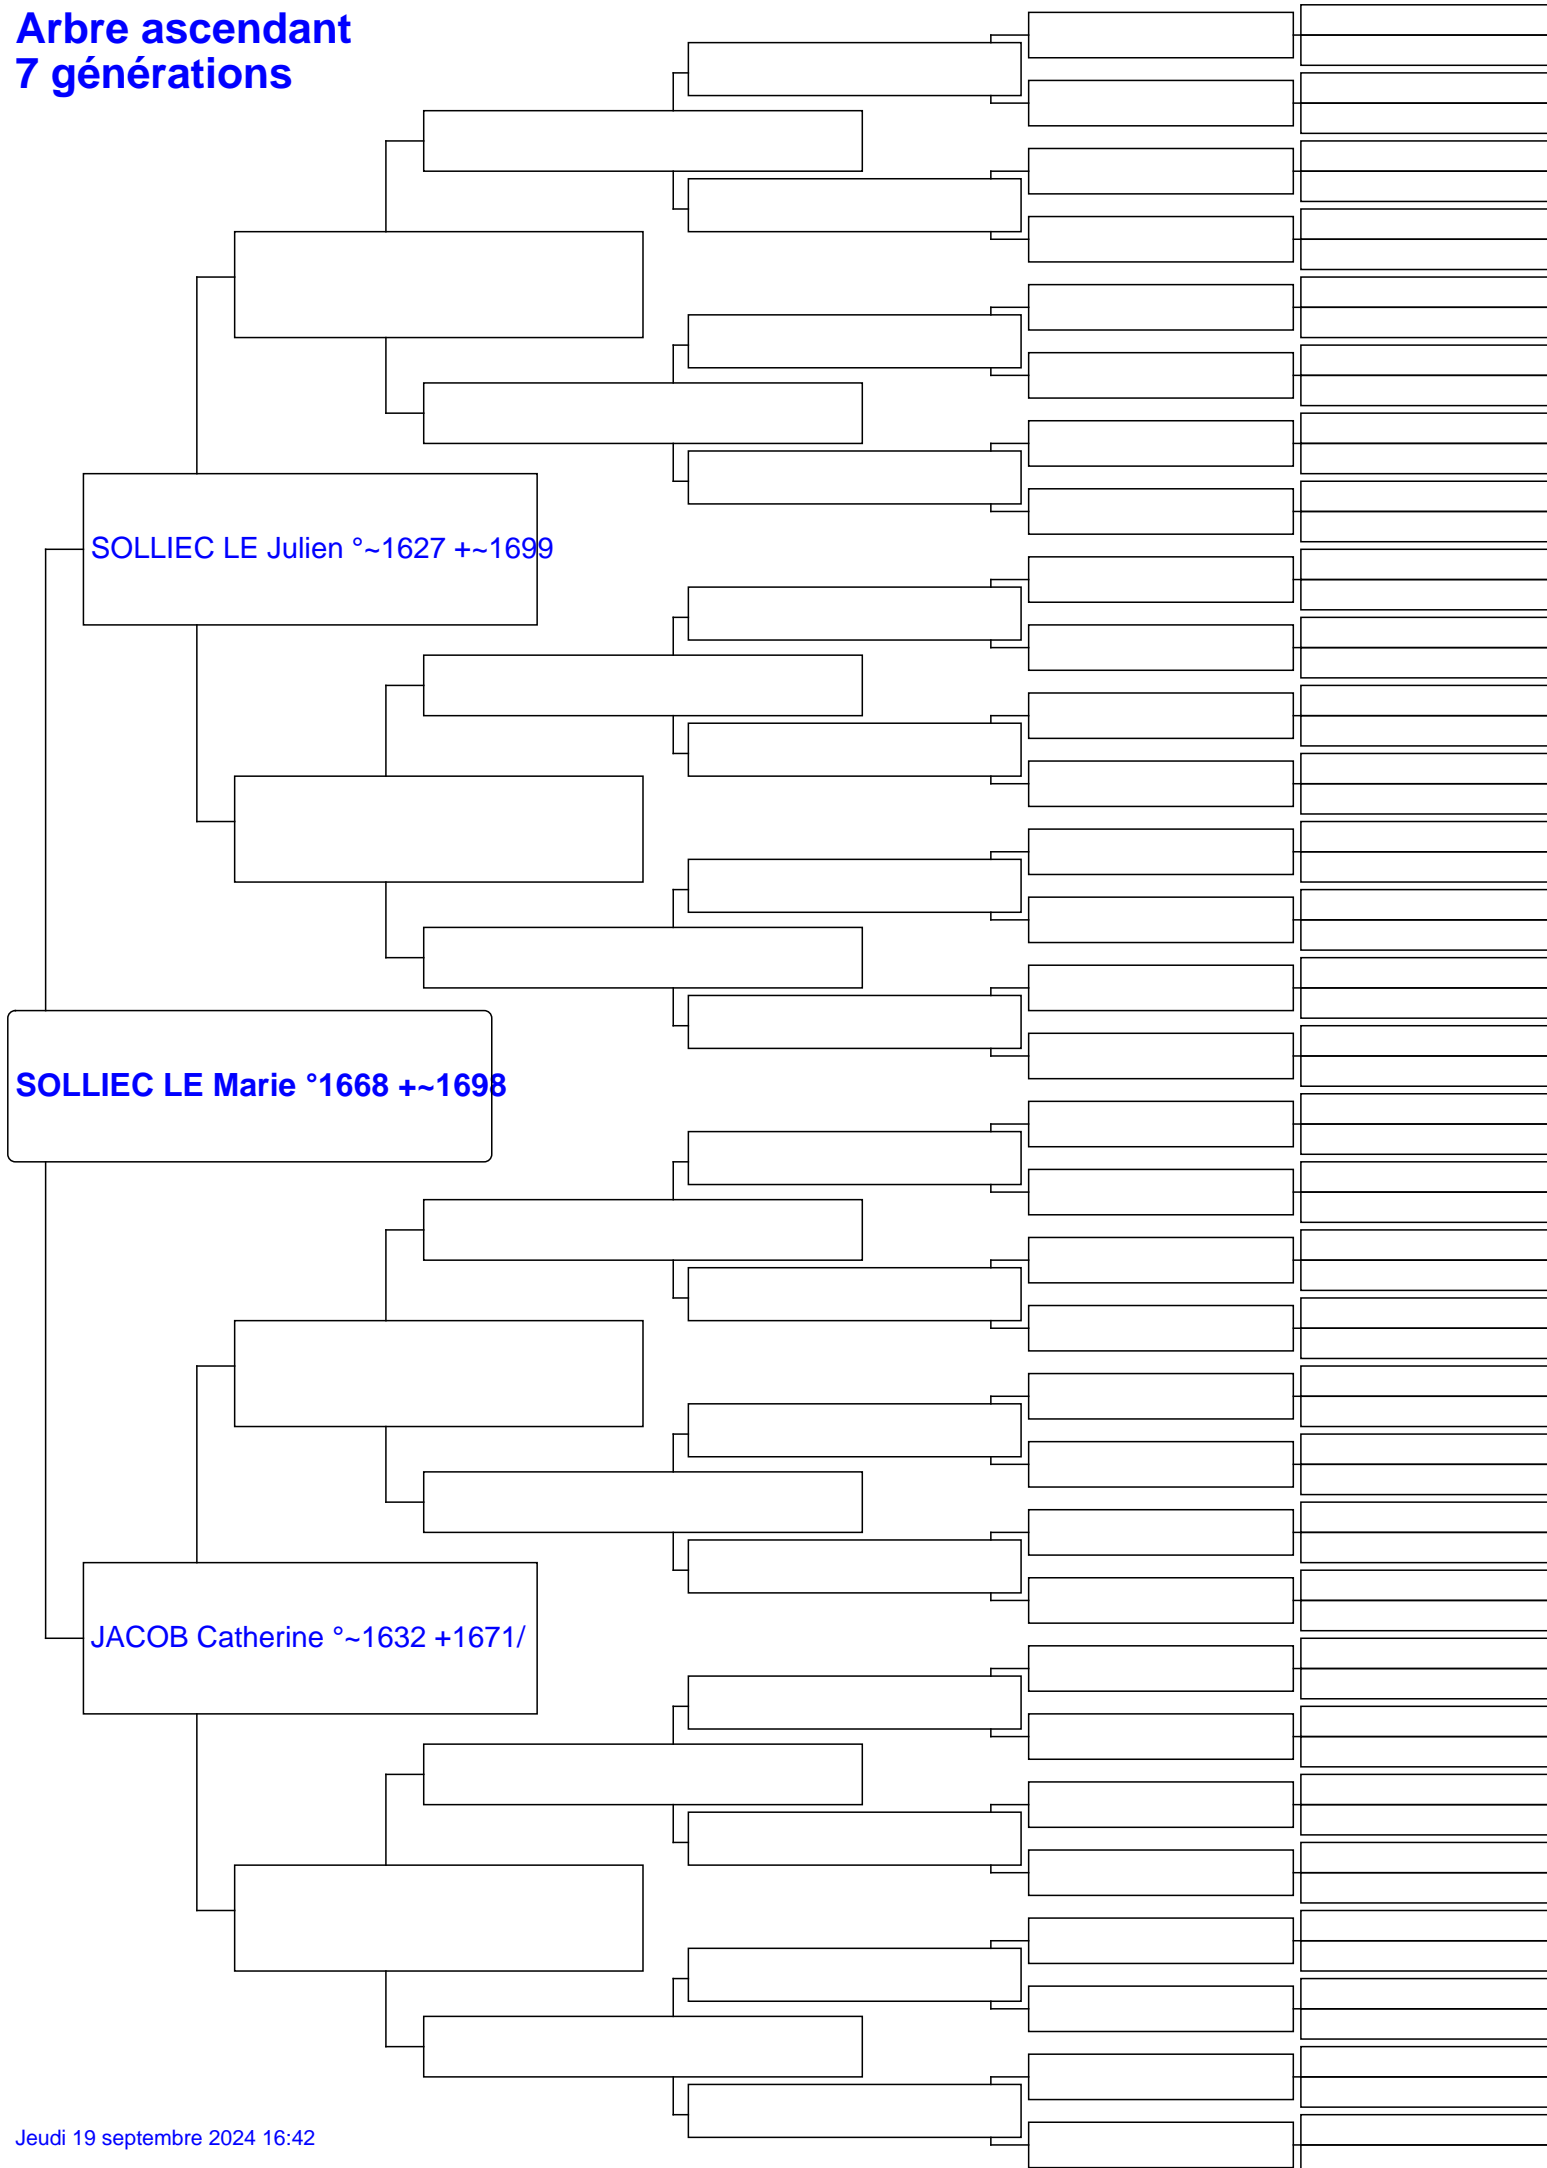 Arbre ascendant
7 générations
SOLLIEC LE Julien °~1627 +~1699
SOLLIEC LE Marie °1668 +~1698
JACOB Catherine °~1632 +1671/
Jeudi 19 septembre 2024 16:42